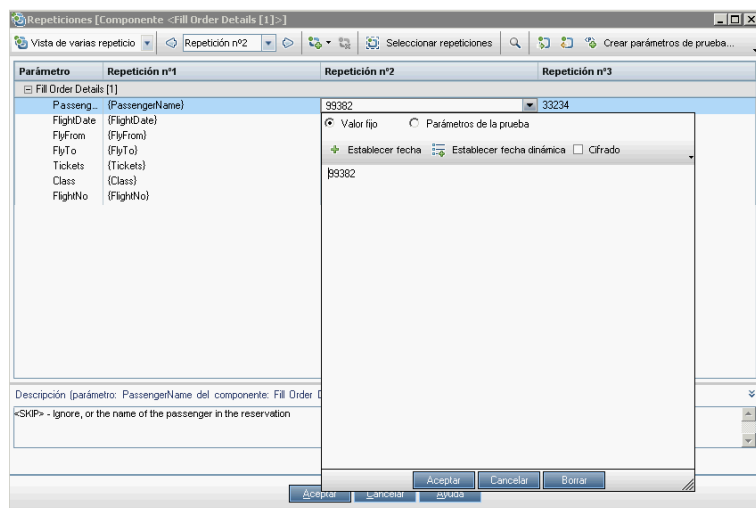 Repeticiones [Componente <Fill Order Details [1]>]
Vista de varias repeticio Repetición nº2 Seleccionar repeticiones Crear parámetros de prueba...
Parámetro Repetición nº1 Repetición nº2 Repetición nº3
Fill Order Details [1]
Passeng... {PassengerName} 99382 33234
FlightDate {FlightDate}
FlyFrom {FlyFrom}
FlyTo {FlyTo}
Tickets {Tickets}
Class {Class}
FlightNo {FlightNo}
Valor fijo Parámetros de la prueba
Establecer fecha Establecer fecha dinámica Cifrado
99382
Descripción (parámetro: PassengerName del componente: Fill Order
<SKIP> - Ignore, or the name of the passenger in the reservation
Aceptar Cancelar Borrar
Aceptar Cancelar Ayuda